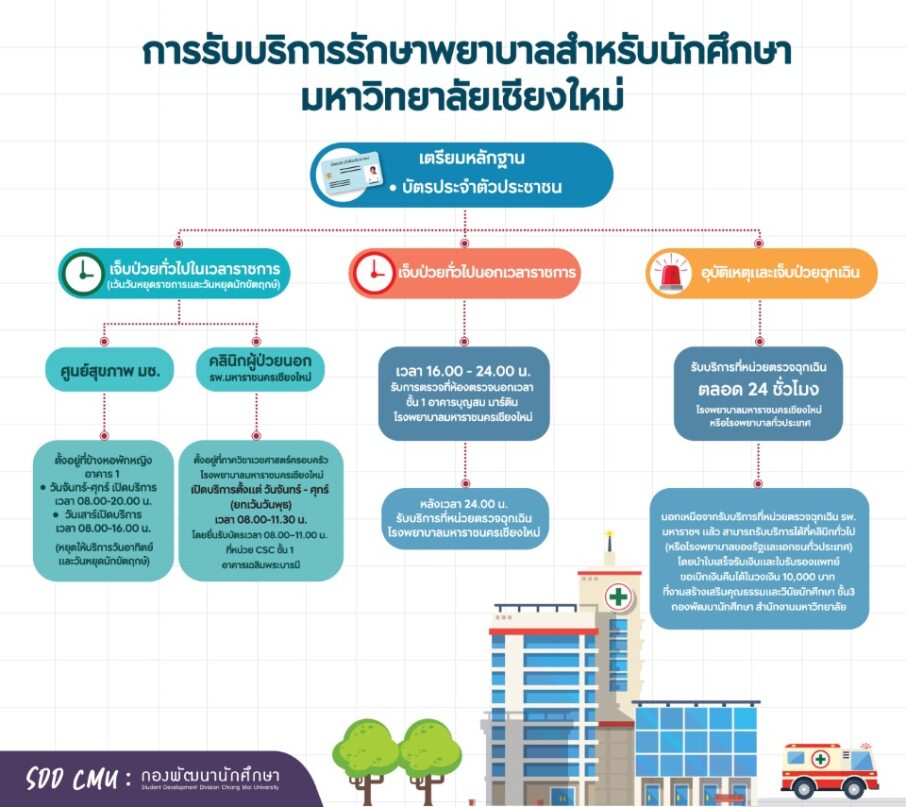 การรับบริการรักษาพยาบาลสำหรับนักศึกษา
มหาวิทยาลัยเชียงใหม่
บัตรประจำตัวประชาชน
เตรียมหลักฐาน
• บัตรประจำตัวประชาชน
เจ็บป่วยทั่วไปในเวลาราชการ
(เว้นวันหยุดราชการและวันหยุดนักขัตฤกษ์)
ศูนย์สุขภาพ มช.
ตั้งอยู่ที่ข้างหอพักหญิง
อาคาร 1
• วันจันทร์-ศุกร์ เปิดบริการ
เวลา 08.00-20.00 น.
• วันเสาร์เปิดบริการ
เวลา 08.00-16.00 น.
(หยุดให้บริการวันอาทิตย์
และวันหยุดนักขัตฤกษ์)
คลินิกผู้ป่วยนอก
รพ.มหาราชนครเชียงใหม่
ตั้งอยู่ที่ภาควิชาเวชศาสตร์ครอบครัว
โรงพยาบาลมหาราชนครเชียงใหม่
เปิดบริการตั้งแต่ วันจันทร์ - ศุกร์
(ยกเว้นวันพุธ)
เวลา 08.00-11.30 น.
โดยยื่นรับบัตรเวลา 08.00-11.00 น.
ที่หน่วย CSC ชั้น 1
อาคารเฉลิมพระบารมี
เจ็บป่วยทั่วไปนอกเวลาราชการ
เวลา 16.00 - 24.00 น.
รับการตรวจที่ห้องตรวจนอกเวลา
ชั้น 1 อาคารบุญสม มาร์ติน
โรงพยาบาลมหาราชนครเชียงใหม่
หลังเวลา 24.00 น.
รับบริการที่หน่วยตรวจฉุกเฉิน
โรงพยาบาลมหาราชนครเชียงใหม่
อุบัติเหตุและเจ็บป่วยฉุกเฉิน
รับบริการที่หน่วยตรวจฉุกเฉิน
ตลอด 24 ชั่วโมง
โรงพยาบาลมหาราชนครเชียงใหม่
หรือโรงพยาบาลทั่วประเทศ
นอกเหนือจากรับบริการที่หน่วยตรวจฉุกเฉิน รพ.
มหาราชฯ แล้ว สามารถรับบริการได้ที่คลินิกทั่วไป
(หรือโรงพยาบาลของรัฐและเอกชนทั่วประเทศ)
โดยนำใบเสร็จรับเงินและใบรับรองแพทย์
ขอเบิกเงินคืนได้ในวงเงิน 10,000 บาท
ที่งานสร้างเสริมคุณธรรมและวินัยนักศึกษา ชั้น3
กองพัฒนานักศึกษา สำนักงานมหาวิทยาลัย
SDD CMU : กองพัฒนานักศึกษา
Student Development Division Chiang Mai University